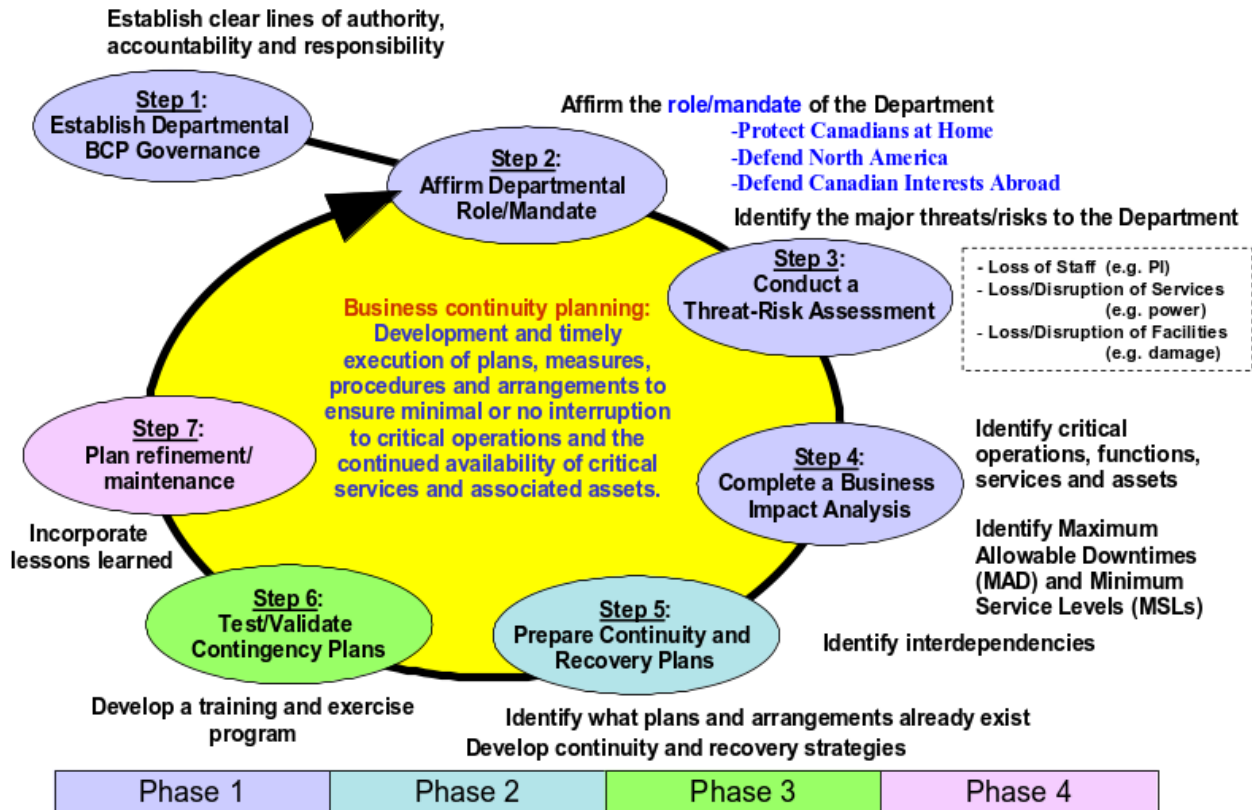 Establish clear lines of authority,
accountability and responsibility
Step 1:
Establish Departmental
BCP Governance
Affirm the role/mandate of the Department
-Protect Canadians at Home
-Defend North America
-Defend Canadian Interests Abroad
Step 2:
Affirm Departmental
Role/Mandate
Identify the major threats/risks to the Department
Step 3:
Conduct a
Threat-Risk Assessment
- Loss of Staff (e.g. PI)
- Loss/Disruption of Services
(e.g. power)
- Loss/Disruption of Facilities
(e.g. damage)
Business continuity planning:
Development and timely
execution of plans, measures,
procedures and arrangements to
ensure minimal or no interruption
to critical operations and the
continued availability of critical
services and associated assets.
Step 4:
Complete a Business
Impact Analysis
Identify critical
operations, functions,
services and assets
Identify Maximum
Allowable Downtimes
(MAD) and Minimum
Service Levels (MSLs)
Step 5:
Prepare Continuity and
Recovery Plans
Identify interdependencies
Identify what plans and arrangements already exist
Develop continuity and recovery strategies
Step 6:
Test/Validate
Contingency Plans
Develop a training and exercise
program
Step 7:
Plan refinement/
maintenance
Incorporate
lessons learned
Phase 1
Phase 2
Phase 3
Phase 4